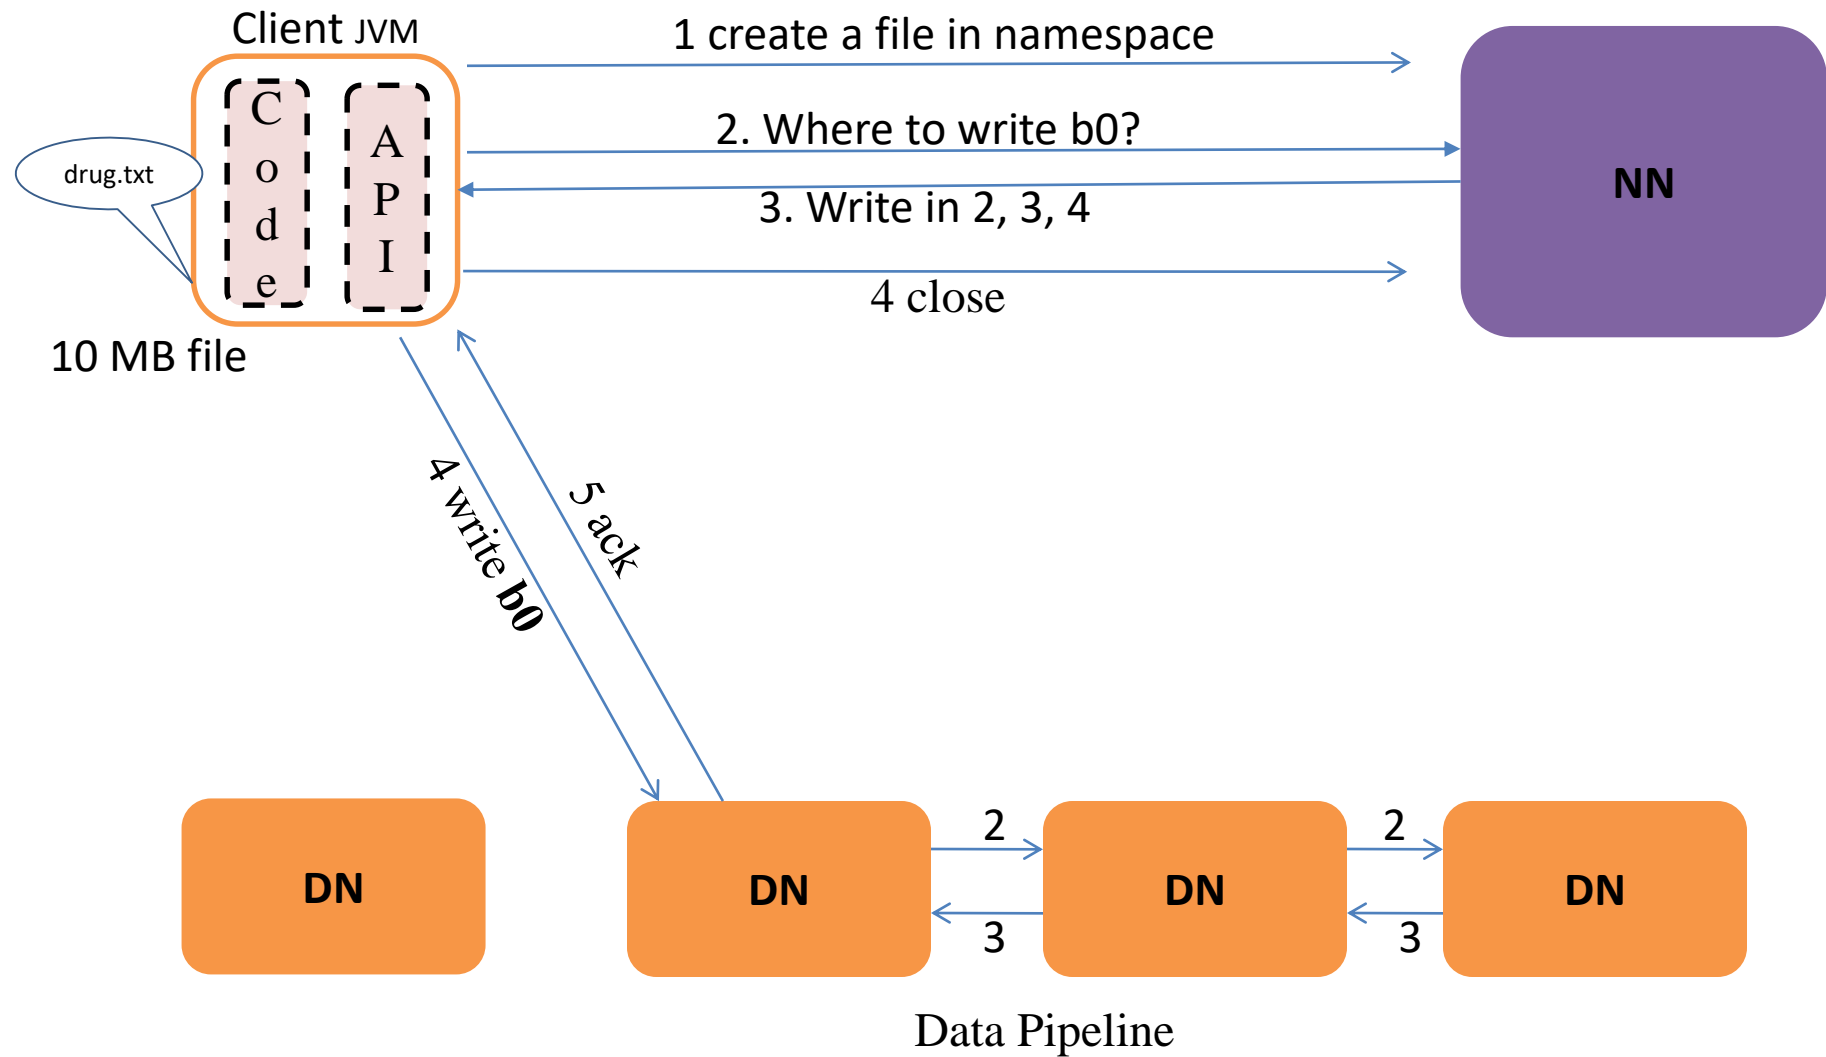 Client JVM
1 create a file in namespace
Code
API
2. Where to write b0?
drug.txt
NN
3. Write in 2, 3, 4
4 close
10 MB file
4 write b0
5 ack
2
2
DN
DN
DN
DN
3
3
Data Pipeline